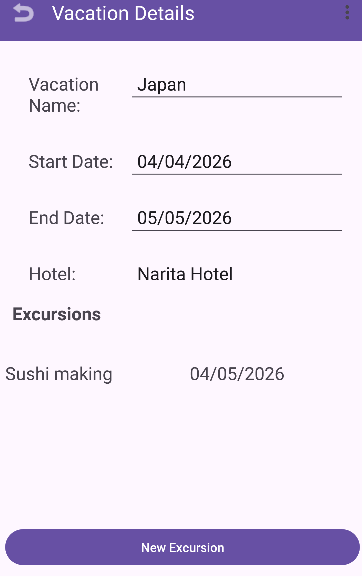 Vacation Details
Vacation Name:
Japan
Start Date: 04/04/2026
End Date: 05/05/2026
Hotel: Narita Hotel
Excursions
Sushi making 04/05/2026
New Excursion